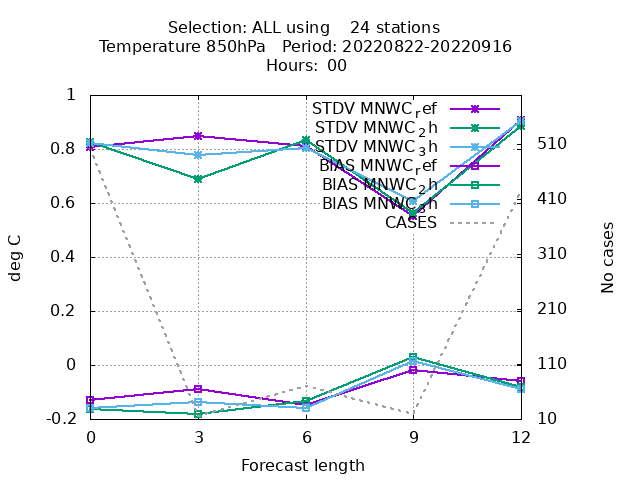 Selection: ALL using    24 stations
Temperature 850hPa   Period: 20220822-20220916
Hours: 00
STDV MNWC_ref
STDV MNWC_2h
STDV MNWC_3h
BIAS MNWC_ref
BIAS MNWC_2h
BIAS MNWC_3h
CASES
1
0.8
0.6
0.4
0.2
0
-0.2
510
410
310
210
110
10
0
3
6
9
12
deg C
No cases
Forecast length